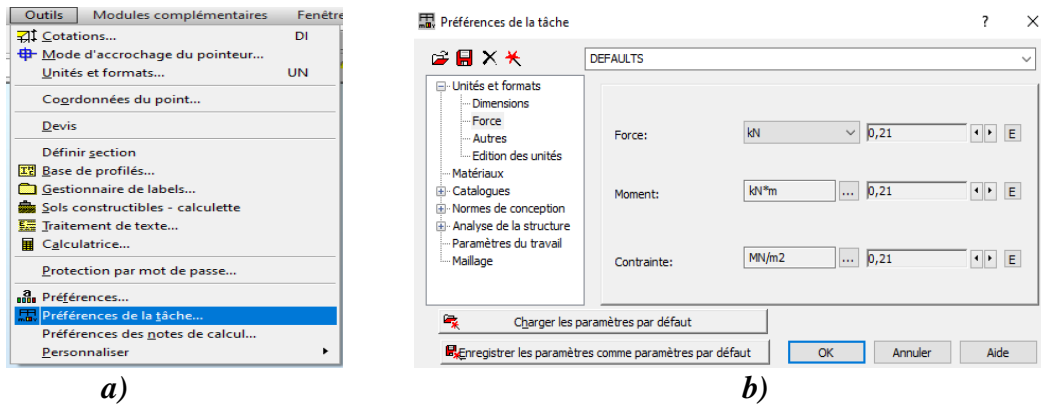 Outils Modules complémentaires Fenêtre
Cotations... DI
Mode d'accrochage du pointeur...
Unités et formats... UN
Coordonnées du point...
Devis
Définir section
Base de profilés...
Gestionnaire de labels...
Sols constructibles - calculette
Traitement de texte...
Calculatrice...
Protection par mot de passe...
Préférences...
Préférences de la tâche...
Préférences des notes de calcul...
Personnaliser
a)
Préférences de la tâche ? X
DEFAULTS
Unités et formats
Dimensions
Force
Autres
Edition des unités
Matériaux
Catalogues
Normes de conception
Analyse de la structure
Paramètres du travail
Maillage
Force: kN 0,21 E
Moment: kN*m ... 0,21 E
Contrainte: MN/m2 ... 0,21 E
Charger les paramètres par défaut
Enregistrer les paramètres comme paramètres par défaut OK Annuler Aide
b)